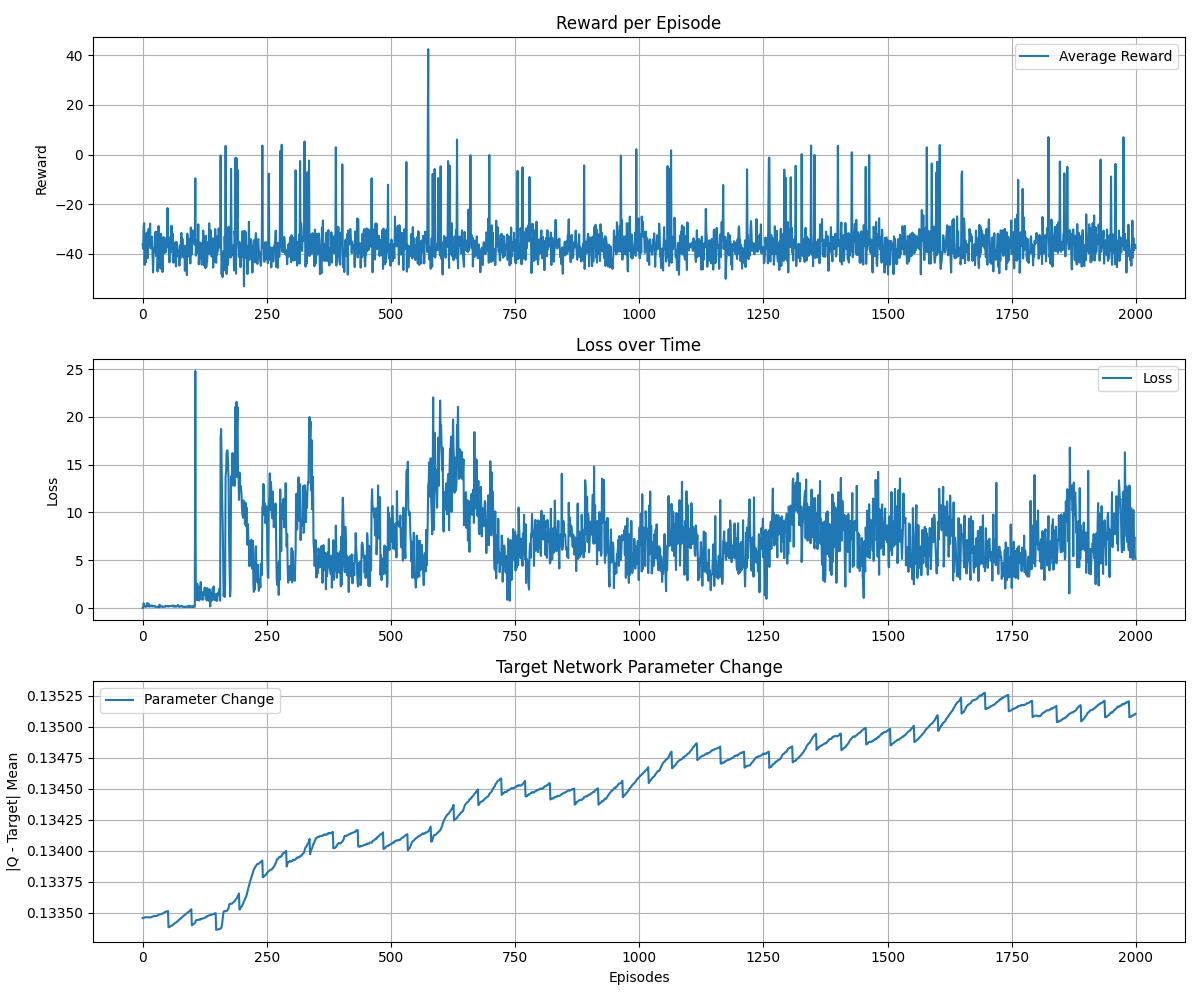 Reward per Episode
Average Reward
Reward
40
20
0
−20
−40
0 250 500 750 1000 1250 1500 1750 2000
Loss over Time
Loss
Loss
25
20
15
10
5
0
0 250 500 750 1000 1250 1500 1750 2000
Target Network Parameter Change
Parameter Change
|Q - Target| Mean
0.13525
0.13500
0.13475
0.13450
0.13425
0.13400
0.13375
0.13350
0 250 500 750 1000 1250 1500 1750 2000
Episodes